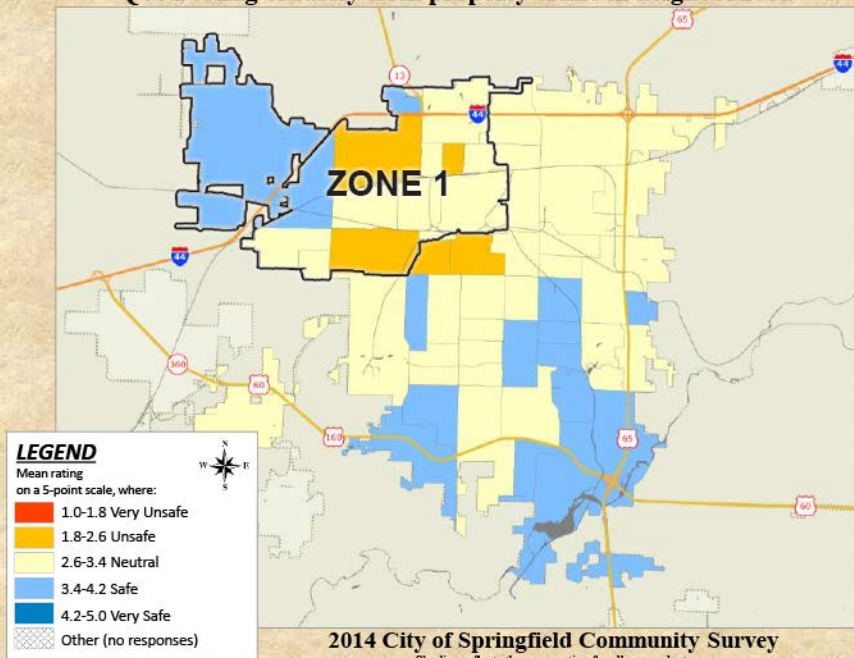 13
65
44
44
ZONE 1
44
360
60
160
65
60
LEGEND
Mean rating
on a 5-point scale, where:
N
W E
S
1.0-1.8 Very Unsafe
1.8-2.6 Unsafe
2.6-3.4 Neutral
3.4-4.2 Safe
4.2-5.0 Very Safe
Other (no responses)
2014 City of Springfield Community Survey